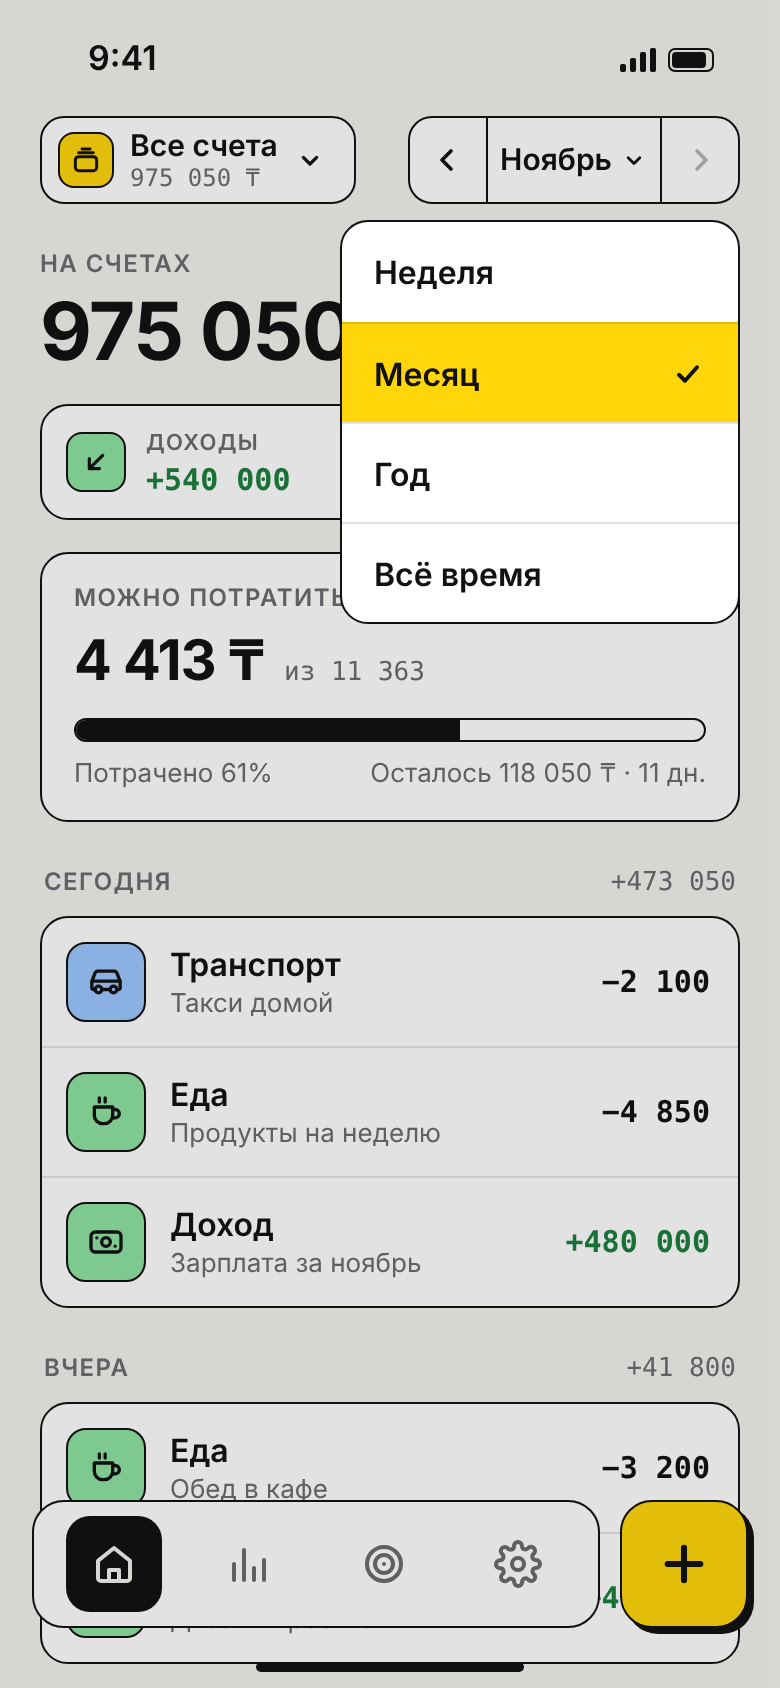 9:41
Все счета
975 050 ₸
Ноябрь
НА СЧЕТАХ
975 050
Неделя
Месяц
Год
Всё время
ДОХОДЫ
+540 000
МОЖНО ПОТРАТИТЬ
4 413 ₸ из 11 363
Потрачено 61%
Осталось 118 050 ₸ · 11 дн.
СЕГОДНЯ
+473 050
Транспорт
Такси домой
−2 100
Еда
Продукты на неделю
−4 850
Доход
Зарплата за ноябрь
+480 000
ВЧЕРА
+41 800
Еда
Обед в кафе
−3 200
4